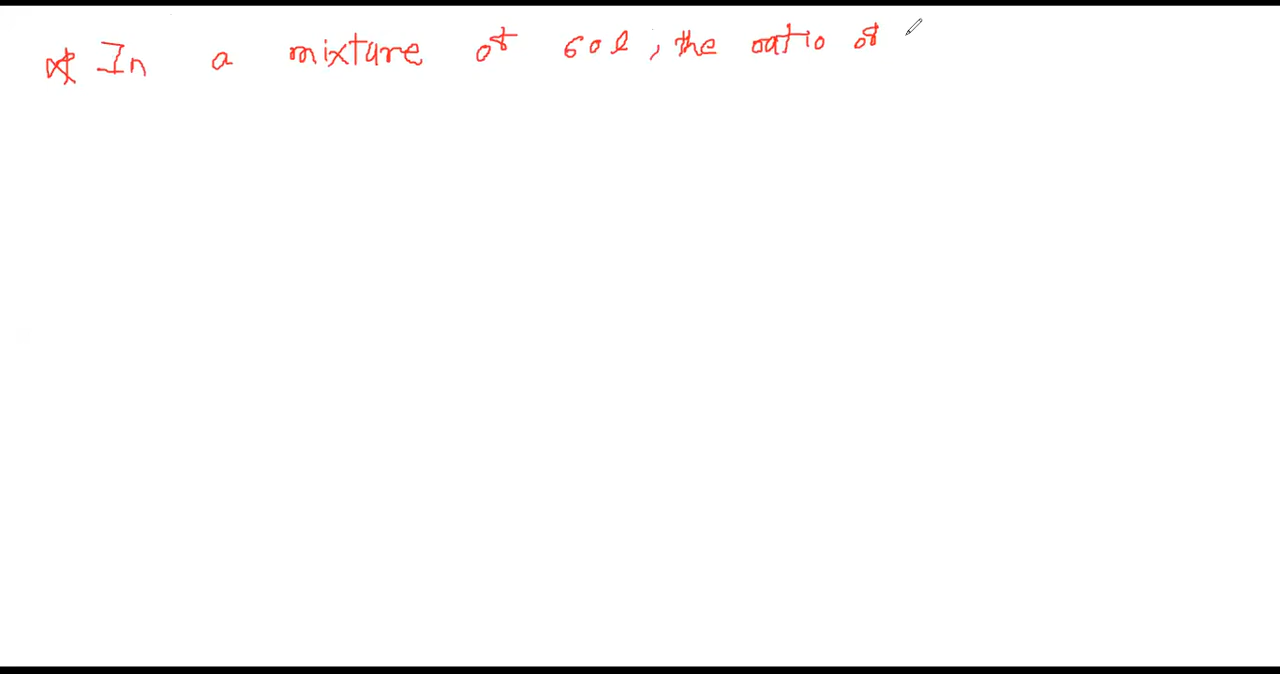 * In a mixture of 60l, the ratio of